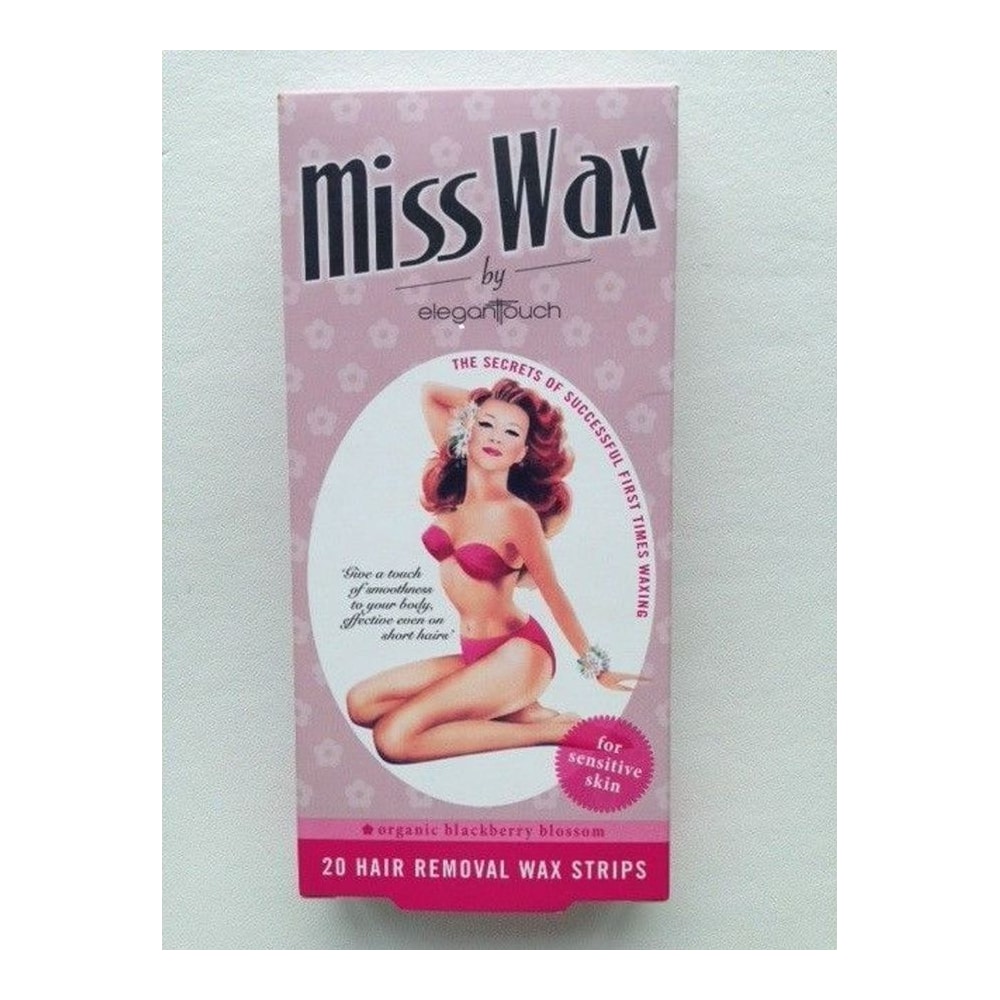 miss Wax
by
eleganttouch
THE SECRETS OF SUCCESSFUL FIRST TIMES WAXING
'Give a touch
of smoothness
to your body,
effective even on
short hairs'
for
sensitive
skin
organic blackberry blossom
20 HAIR REMOVAL WAX STRIPS